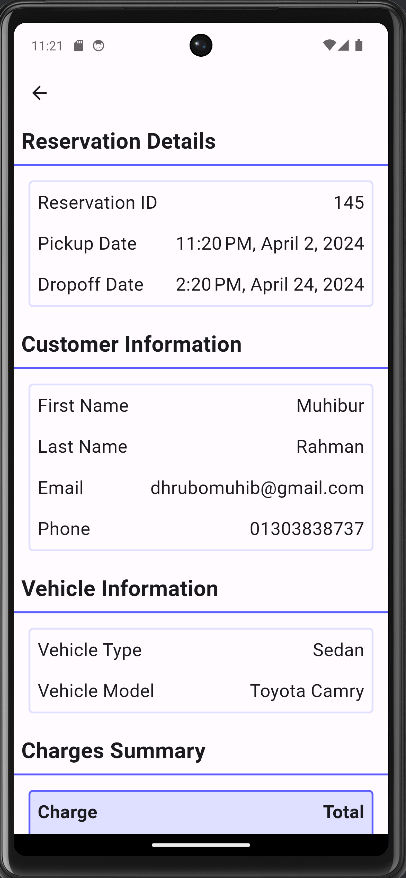 11:21
Reservation Details
Reservation ID 145
Pickup Date 11:20 PM, April 2, 2024
Dropoff Date 2:20 PM, April 24, 2024
Customer Information
First Name Muhibur
Last Name Rahman
Email dhrubomuhib@gmail.com
Phone 01303838737
Vehicle Information
Vehicle Type Sedan
Vehicle Model Toyota Camry
Charges Summary
Charge Total